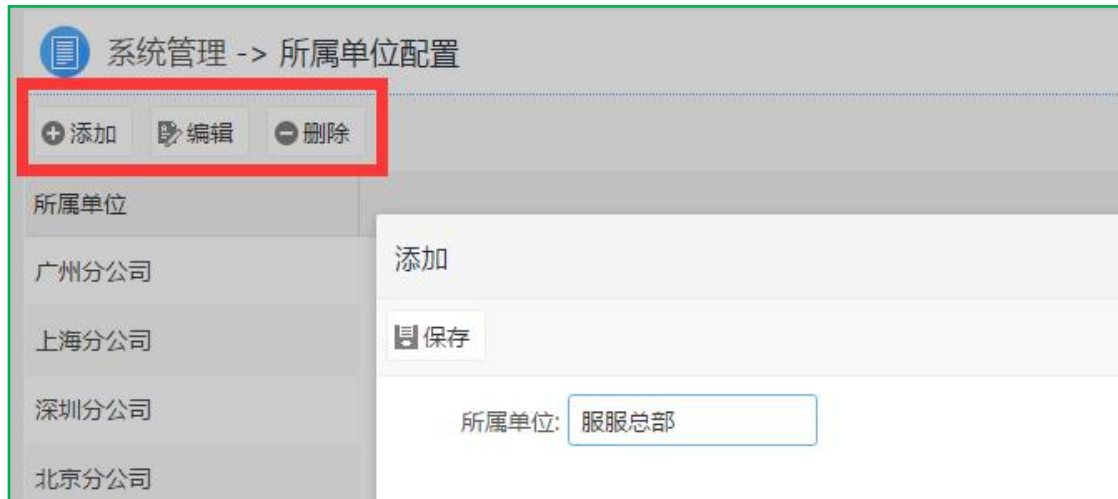 系统管理 -> 所属单位配置
添加 编辑 删除
所属单位
广州分公司
上海分公司
深圳分公司
北京分公司
添加
保存
所属单位: 服服总部